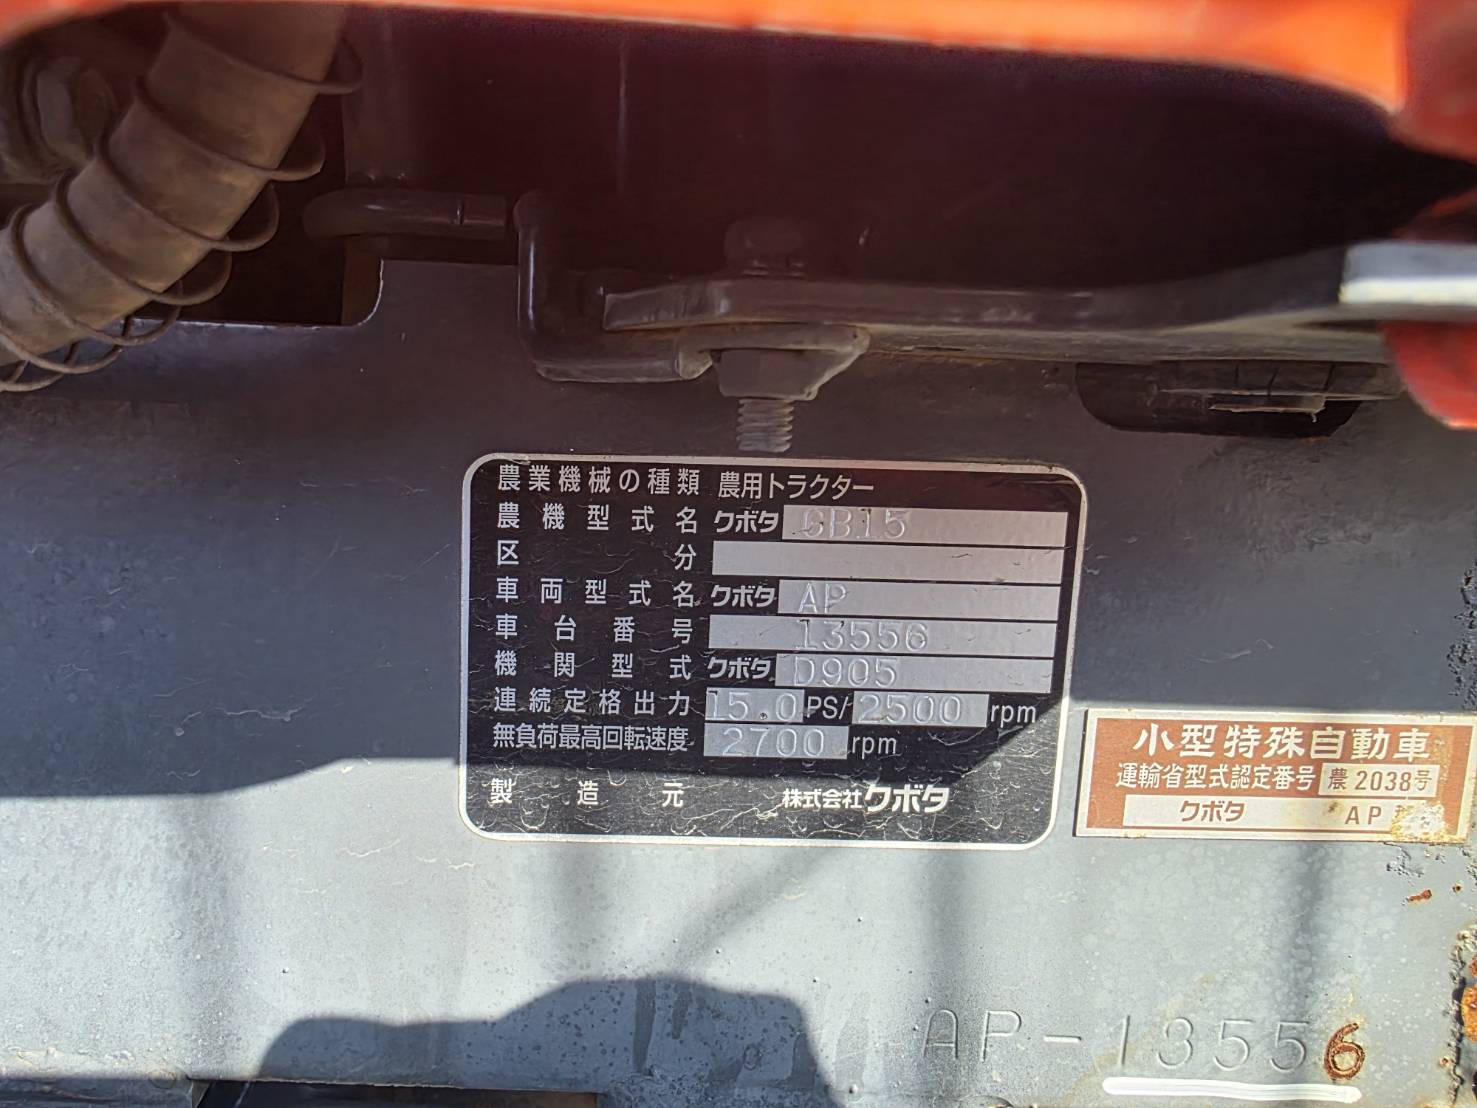 農業機械の種類 農用トラクター
農機型式名 クボタ GB15
区分
車両型式名 クボタ AP
車台番号 13556
機関型式 クボタ D905
連続定格出力 15.0 PS/ 2500 rpm
無負荷最高回転速度 2700 rpm
製造元 株式会社クボタ
小型特殊自動車
運輸省型式認定番号 農2038号
クボタ AP
AP-13556